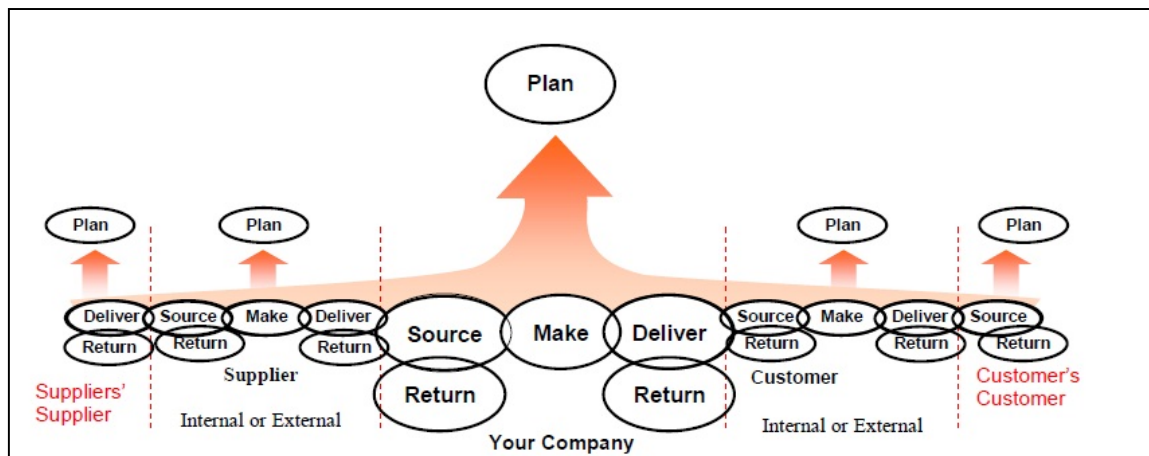 Plan
Plan Plan Plan Plan
Deliver Source Make Deliver Source Make Deliver Source Make Deliver Source
Return Return Return Return Return Return Return Return
Suppliers'
Supplier
Supplier
Internal or External
Your Company
Customer
Internal or External
Customer's
Customer